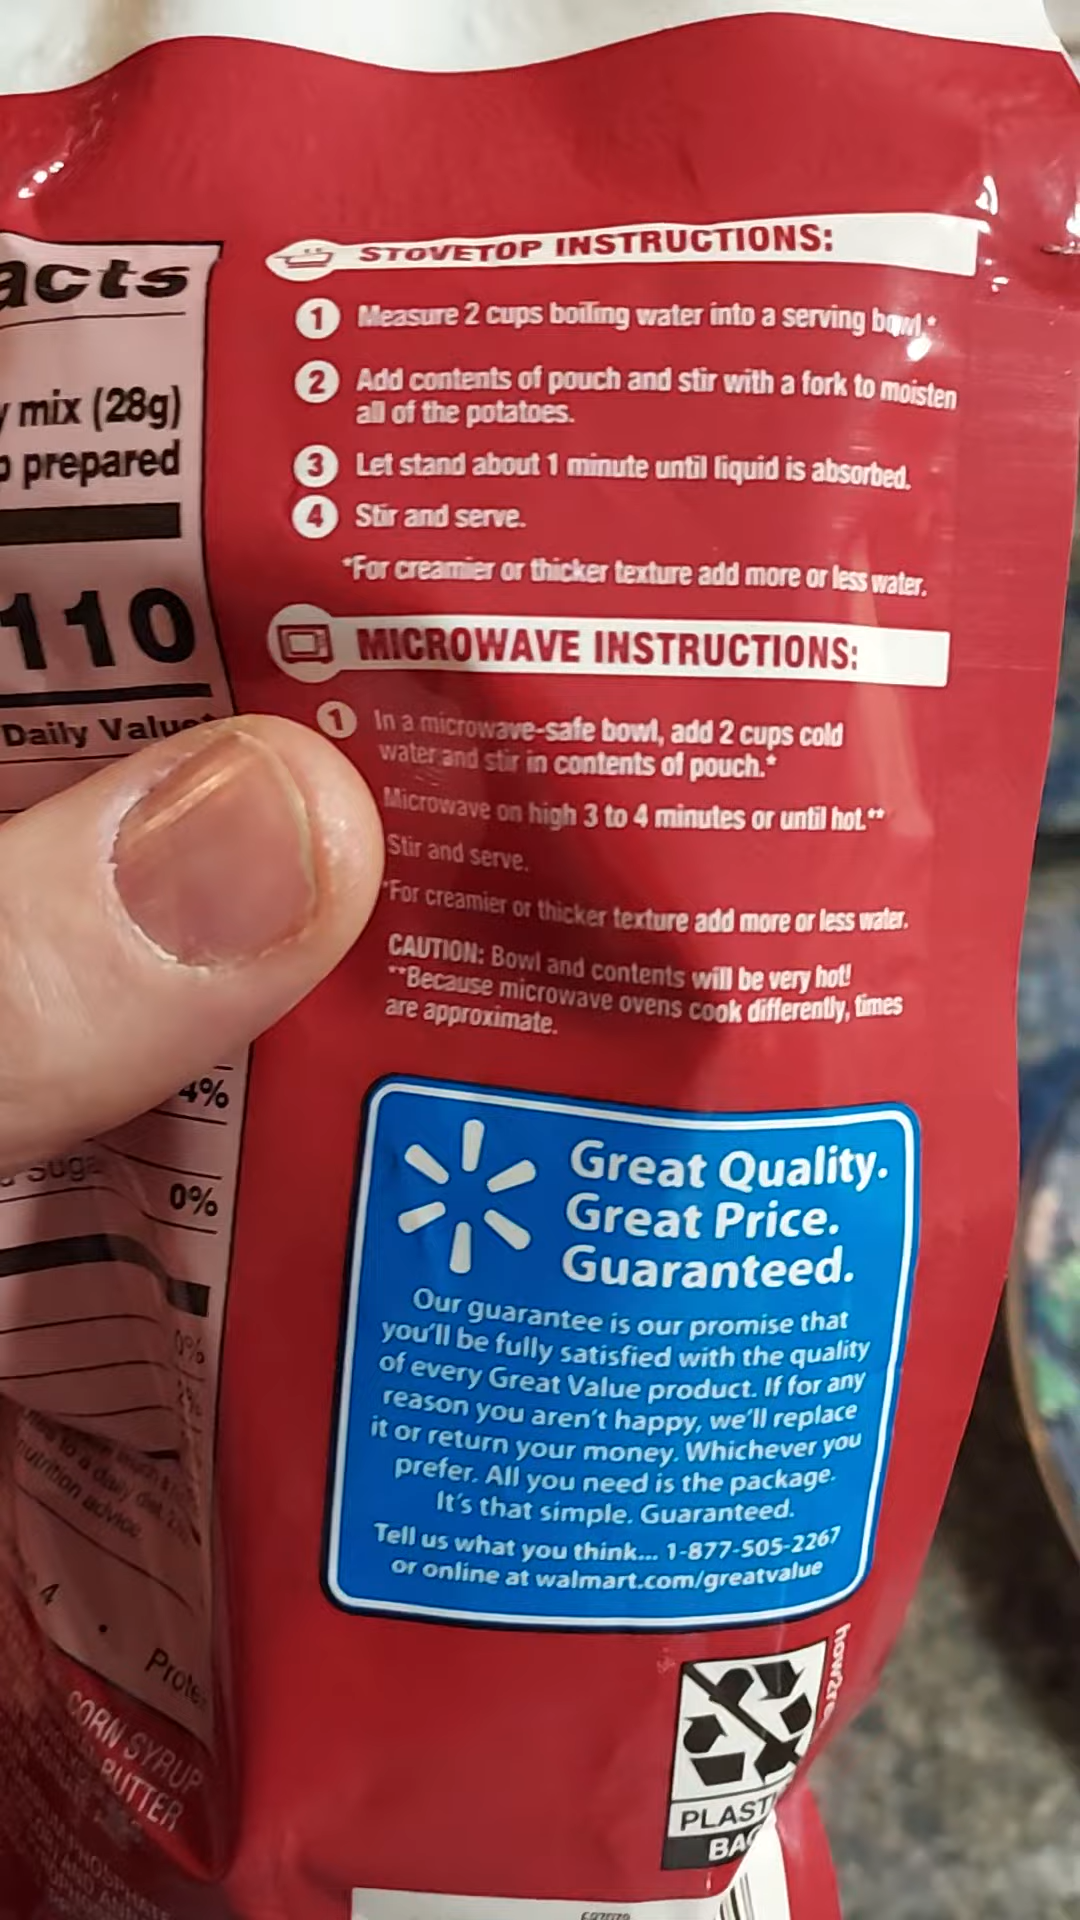 acts
mix (28g)
prepared
110
Daily Value*
4%
0%
0%
2%
nutrition advice.
4
CORN SYRUP
BUTTER
STOVETOP INSTRUCTIONS:
1 Measure 2 cups boiling water into a serving bowl.*
2 Add contents of pouch and stir with a fork to moisten
all of the potatoes.
3 Let stand about 1 minute until liquid is absorbed.
4 Stir and serve.
*For creamier or thicker texture add more or less water.
MICROWAVE INSTRUCTIONS:
1 In a microwave-safe bowl, add 2 cups cold
water and stir in contents of pouch.*
Microwave on high 3 to 4 minutes or until hot.**
Stir and serve.
*For creamier or thicker texture add more or less water.
CAUTION: Bowl and contents will be very hot!
**Because microwave ovens cook differently, times
are approximate.
Great Quality.
Great Price.
Guaranteed.
Our guarantee is our promise that
you'll be fully satisfied with the quality
of every Great Value product. If for any
reason you aren't happy, we'll replace
it or return your money. Whichever you
prefer. All you need is the package.
It's that simple. Guaranteed.
Tell us what you think... 1-877-505-2267
or online at walmart.com/greatvalue
how2re
PLASTI
BAG